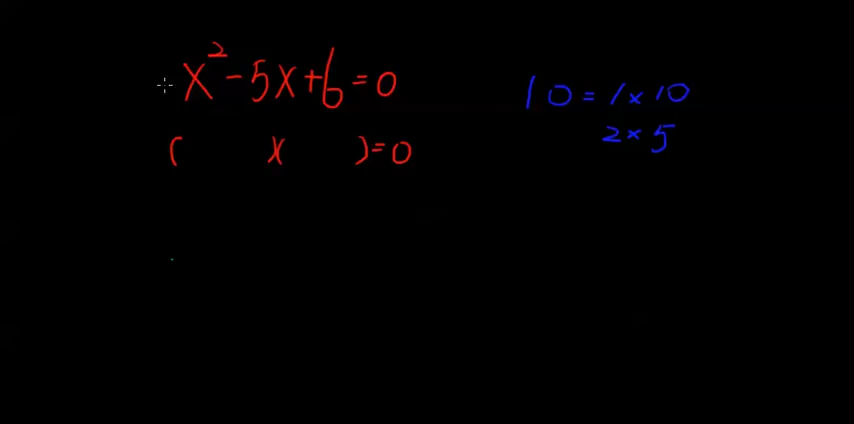 x² - 5x + 6 = 0
( )( ) = 0
10 = 1 × 10
2 × 5